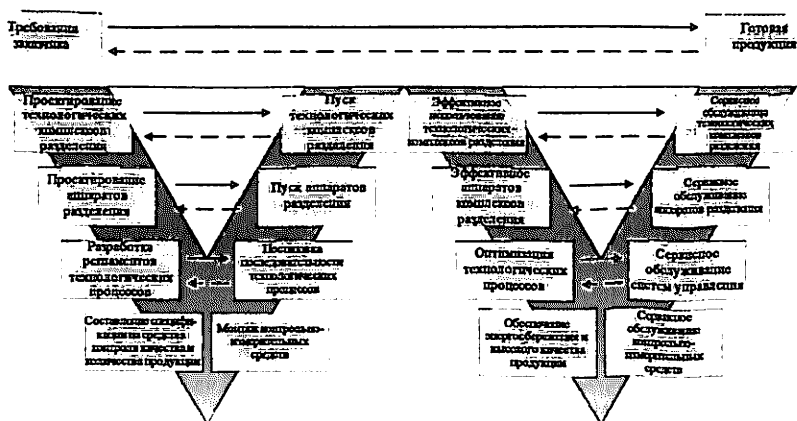 Требования
заказчика
Готовая
продукция
Проектирование
технологических
комплексов
разделения
Пуск
технологических
комплексов
разделения
Эффективное
использование
технологических
комплексов разделения
Сервисное
обслуживание
технологических
комплексов
разделения
Проектирование
аппаратов
разделения
Пуск аппаратов
разделения
Эффективное
аппаратов
комплексов
разделения
Сервисное
обслуживание
аппаратов разделения
Разработка
регламентов
технологических
процессов
последовательности
технологических
процессов
Оптимизация
технологических
процессов
Сервисное
обслуживание
систем управления
Составление специфи-
кации на средства
контроля качества и
количества продукции
Монтаж контрольно-
измерительных
средств
Обеспечение
энергосбережения и
высокого качества
продукции
Сервисное
обслуживание
контрольно-
измерительных
средств